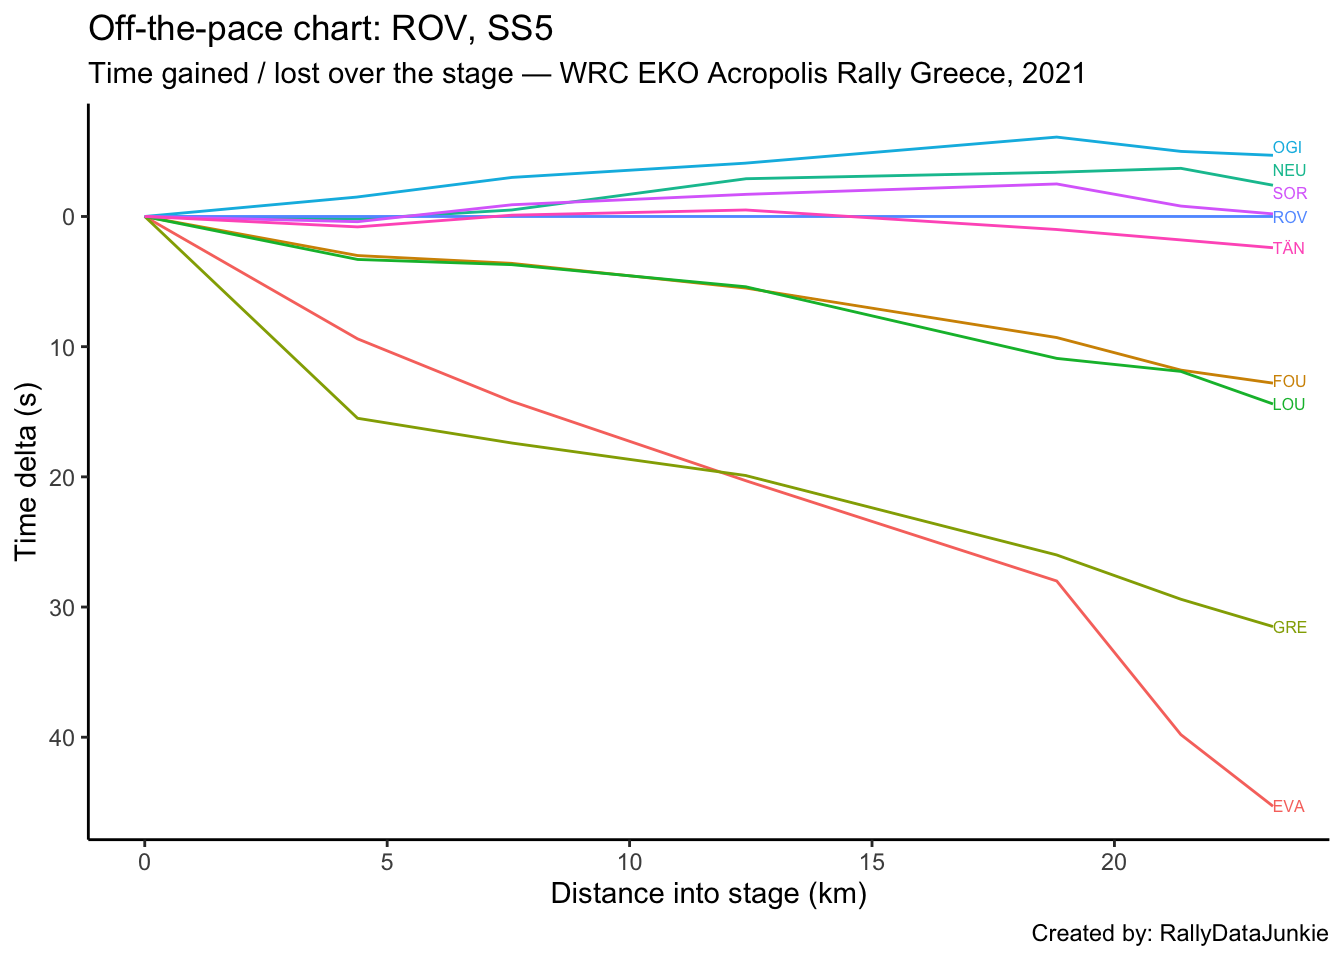 Off-the-pace chart: ROV, SS5
Time gained / lost over the stage — WRC EKO Acropolis Rally Greece, 2021
OGI
NEU
SOR
ROV
TÄN
FOU
LOU
GRE
EVA
0
10
20
30
40
Time delta (s)
0 5 10 15 20
Distance into stage (km)
Created by: RallyDataJunkie